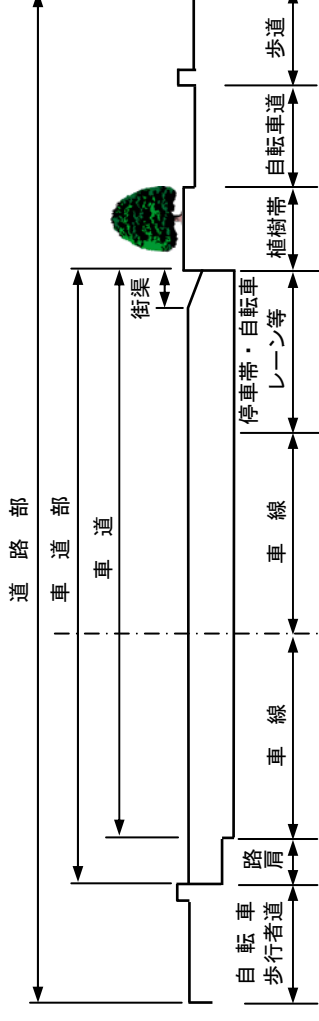 道路部
車道部
車道
街渠
自転車
歩行者道
路肩
車線
車線
停車帯・自転車
レーン等
植樹帯
自転車道
歩道